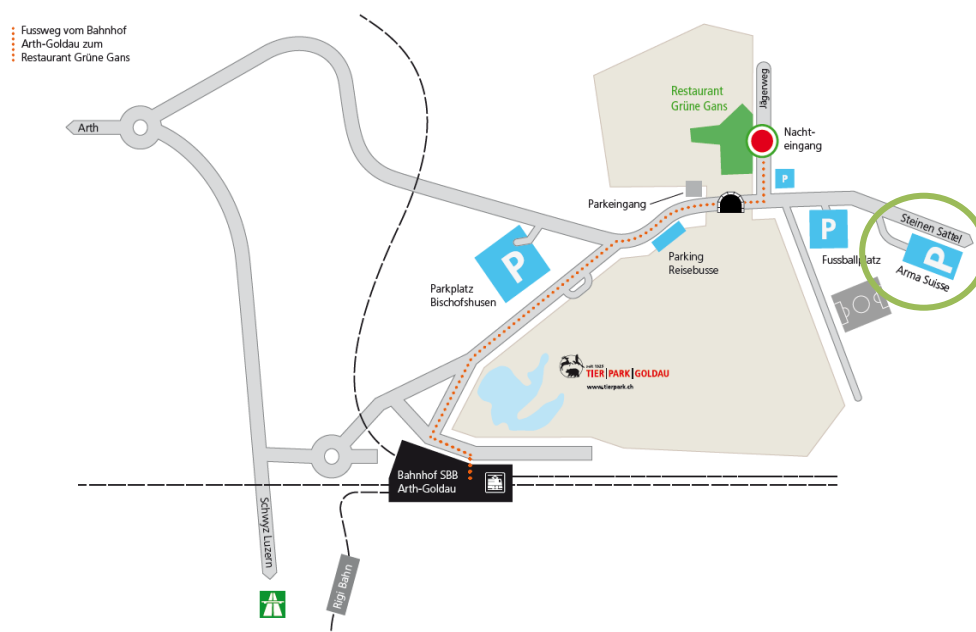 Fussweg vom Bahnhof
Arth-Goldau zum
Restaurant Grüne Gans
Arth
Restaurant
Grüne Gans
Jägerweg
Nacht-
eingang
P
Parkeingang
Steinen Sattel
P
Fussballplatz
P
Arma Suisse
P
Parkplatz
Bischofshusen
Parking
Reisebusse
seit 1925
TIER PARK GOLDAU
www.tierpark.ch
Bahnhof SBB
Arth-Goldau
Schwyz Luzern
Rigi Bahn